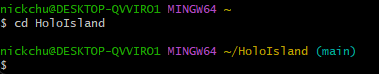 nickchu@DESKTOP-QVVIRO1 MINGW64 ~
$ cd HoloIsland
nickchu@DESKTOP-QVVIRO1 MINGW64 ~/HoloIsland (main)
$